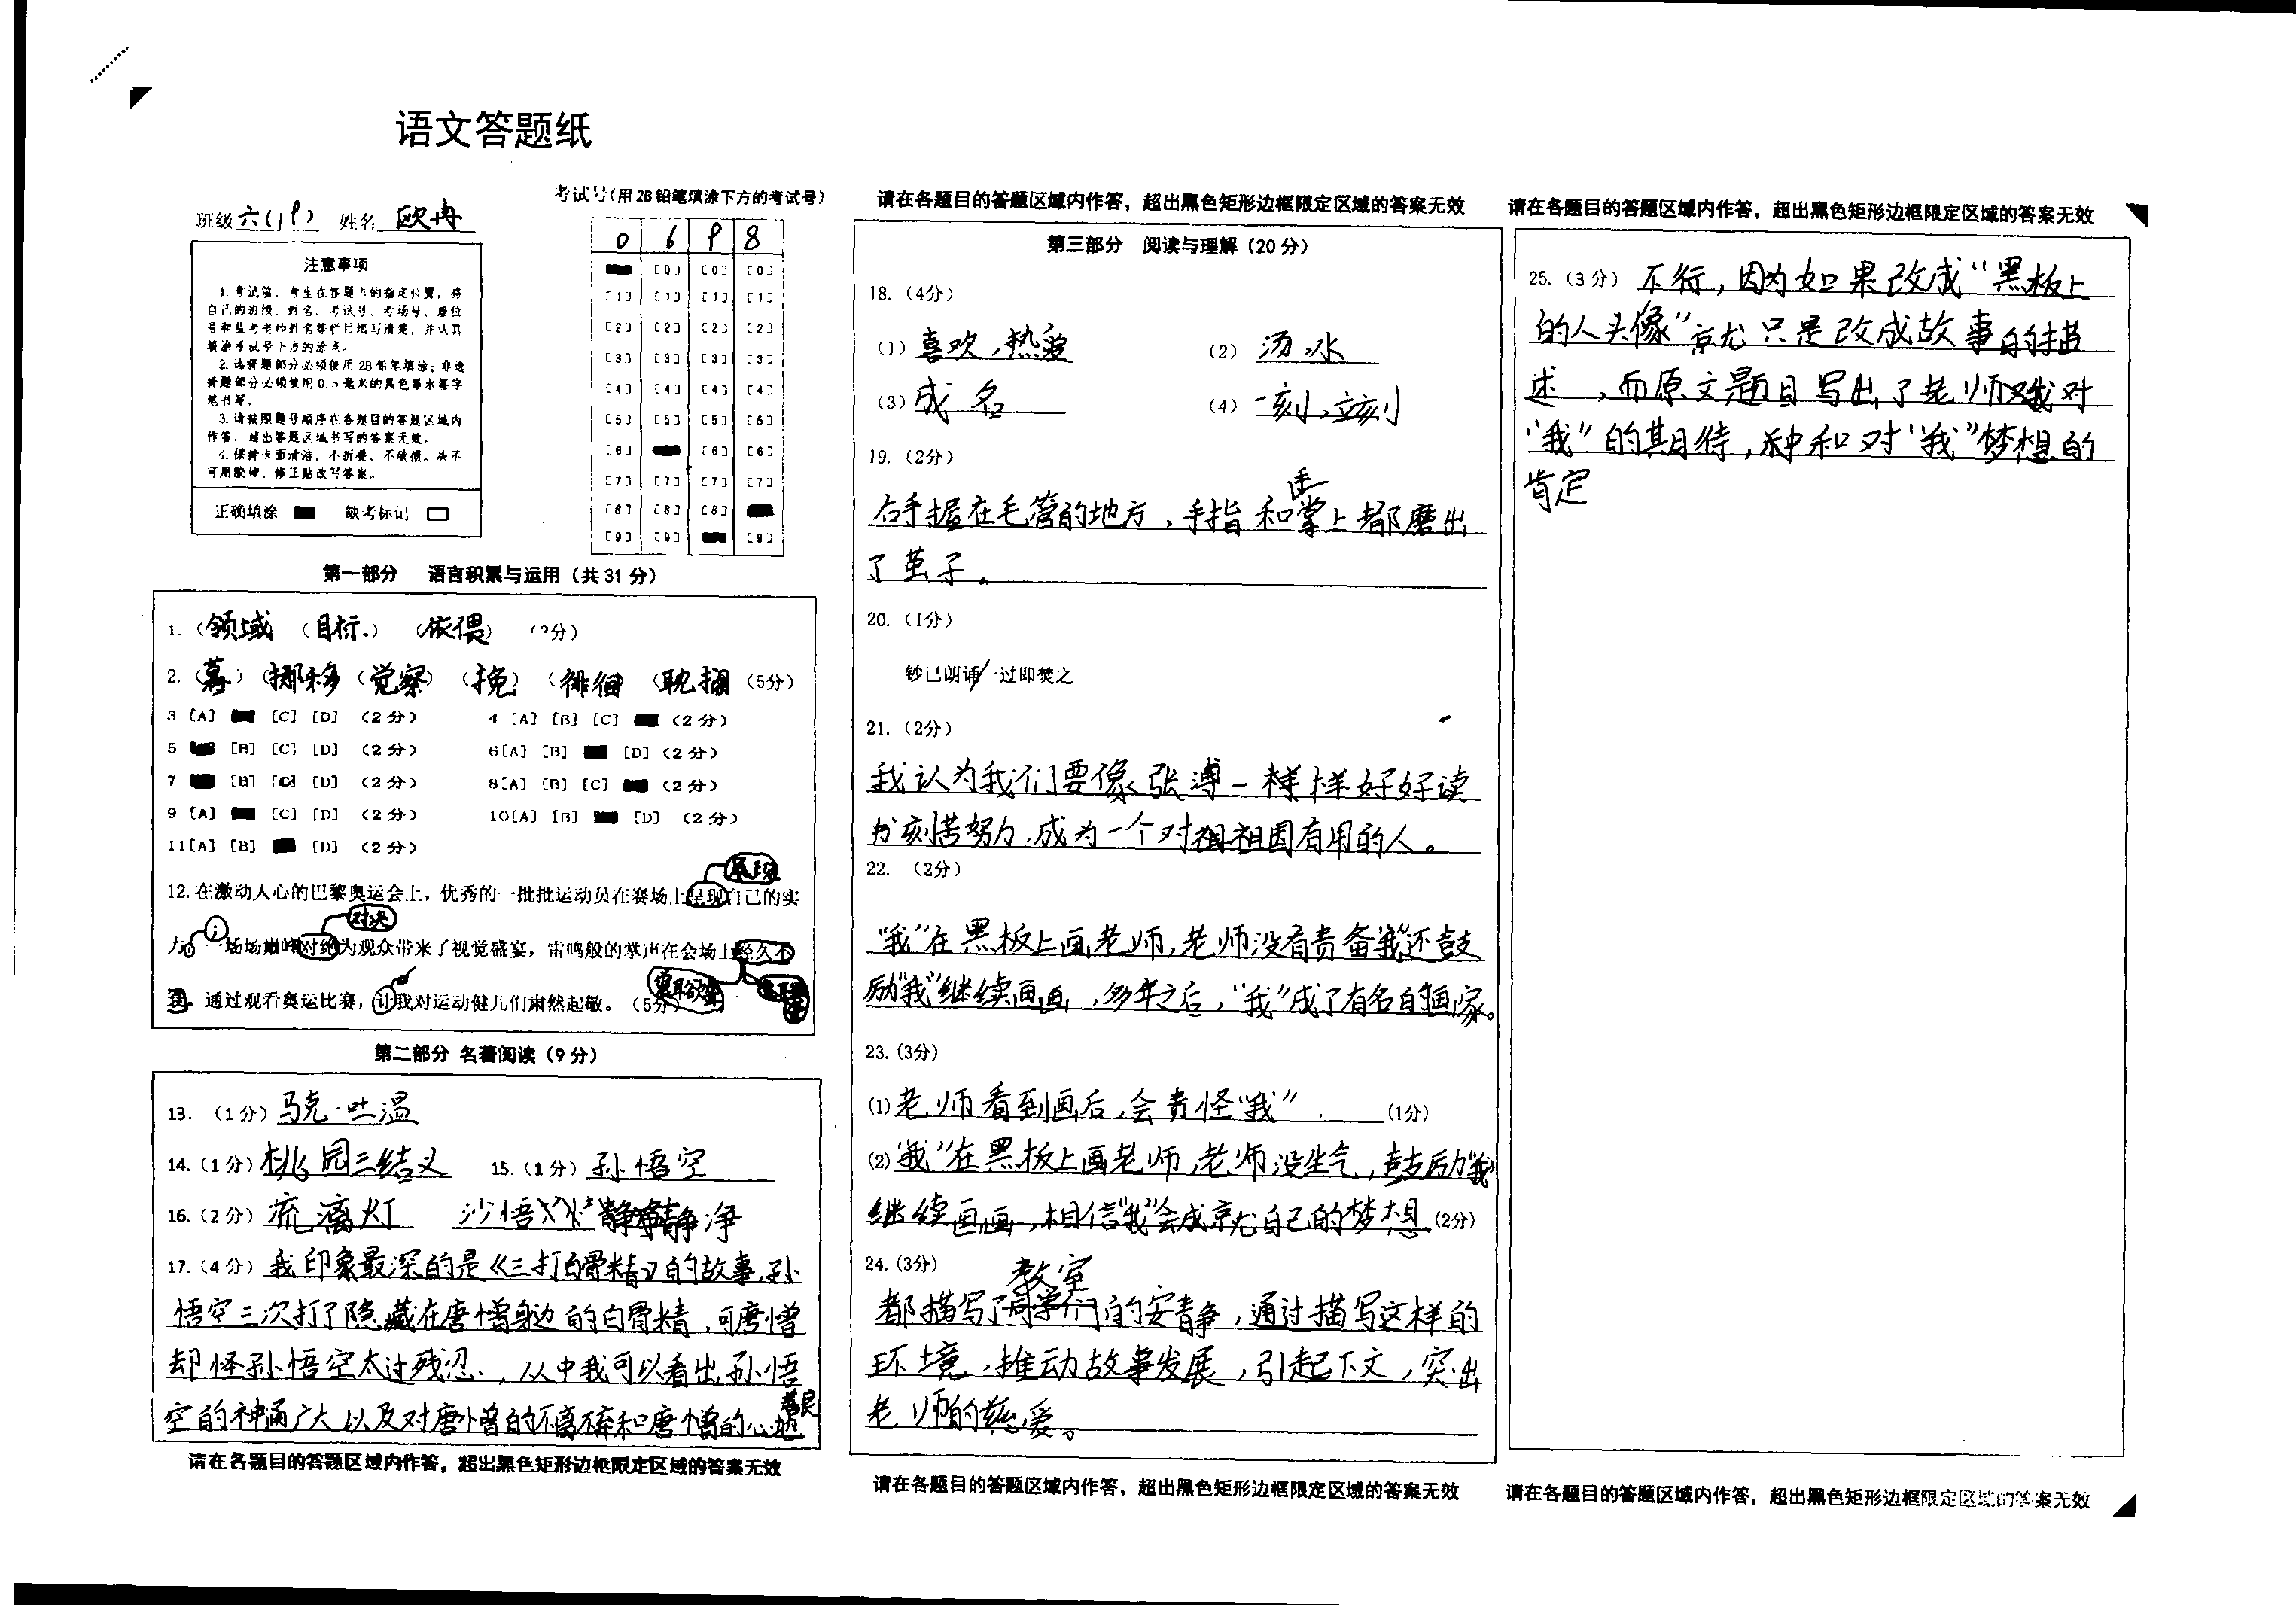 语文答题纸
班级 六(19) 姓名 欧冉
考试号(用2B铅笔填涂下方的考试号)
0 6 9 8
[0] [0] [0]
[1] [1] [1] [1]
[2] [2] [2] [2]
[3] [3] [3] [3]
[4] [4] [4] [4]
[5] [5] [5] [5]
[6] [6] [6]
[7] [7] [7] [7]
[8] [8] [8]
[9] [9] [9]
注意事项
1. 考试前,考生在答题卡的指定位置,将
自己的班级、姓名、考试号、考场号、座位
号和监考老师姓名等栏目填写清楚,并认真
填涂考试号下方的涂点。
2. 选择题部分必须使用2B铅笔填涂;非选
择题部分必须使用0.5毫米的黑色墨水签字
笔书写。
3. 请按照题号顺序在各题目的答题区域内
作答,超出答题区域书写的答案无效。
4. 保持卡面清洁,不折叠、不破损。决不
可用胶带、修正贴改写答案。
正确填涂 缺考标记
第一部分 语言积累与运用(共31分)
1.(领域)(目标)(依偎)(3分)
2.(幕)(挪移)(觉察)(挽)(徘徊)(耽搁)(5分)
3 [A] [C] [D] (2分) 4 [A] [B] [C] (2分)
5 [B] [C] [D] (2分) 6[A] [B] [D] (2分)
7 [B] [C] [D] (2分) 8[A] [B] [C] (2分)
9 [A] [C] [D] (2分) 10[A] [B] [D] (2分)
11[A] [B] [D] (2分)
展现
12. 在激动人心的巴黎奥运会上,优秀的一批批运动员在赛场上呈现自己的实
对决
力。一场场巅峰对绝为观众带来了视觉盛宴,雷鸣般的掌声在会场上经久不
通过观看奥运比赛,让我对运动健儿们肃然起敬。(5分)
第二部分 名著阅读(9分)
13. (1分) 马克·吐温
14. (1分) 桃园三结义 15. (1分) 孙悟空
16. (2分) 流漓灯 沙悟净
17. (4分) 我印象最深的是《三打白骨精》的故事,孙
悟空三次打了隐藏在唐憎身边的白骨精,可唐憎
却怪孙悟空太过残忍.,从中我可以看出孙悟
空的神通广大以及对唐憎的不离不弃和唐憎的心地
善良
请在各题目的答题区域内作答,超出黑色矩形边框限定区域的答案无效
请在各题目的答题区域内作答,超出黑色矩形边框限定区域的答案无效
第三部分 阅读与理解(20分)
18. (4分)
(1) 喜欢,热爱 (2) 汤,水
(3) 成名 (4) 一刻,立刻
19. (2分)
右手握在毛管的地方,手指和手掌上都磨出
了茧子。
20. (1分)
钞已朗诵/一过即焚之
21. (2分)
我认为我们要像张溥一样样好好读
书刻苦努力,成为一个对祖国有用的人。
22. (2分)
"我"在黑板上画老师,老师没有责备"我"还鼓
励"我"继续画画,多年之后,"我"成了有名的画家。
23. (3分)
(1) 老师看到画后,会责怪"我". (1分)
(2) "我"在黑板上画老师,老师没生气,鼓厉"我"
继续画画,相信"我"会成就自己的梦想 (2分)
24. (3分)
都描写了教室的安静,通过描写这样的
环境,推动故事发展,引起下文,突出
老师的慈爱。
请在各题目的答题区域内作答,超出黑色矩形边框限定区域的答案无效
请在各题目的答题区域内作答,超出黑色矩形边框限定区域的答案无效
25. (3分) 不行,因为如果改成"黑板上
的人头像"就只是改成故事的描
述,而原文题目写出了老师对
"我"的期待,和对"我"梦想的
肯定
请在各题目的答题区域内作答,超出黑色矩形边框限定区域的答案无效